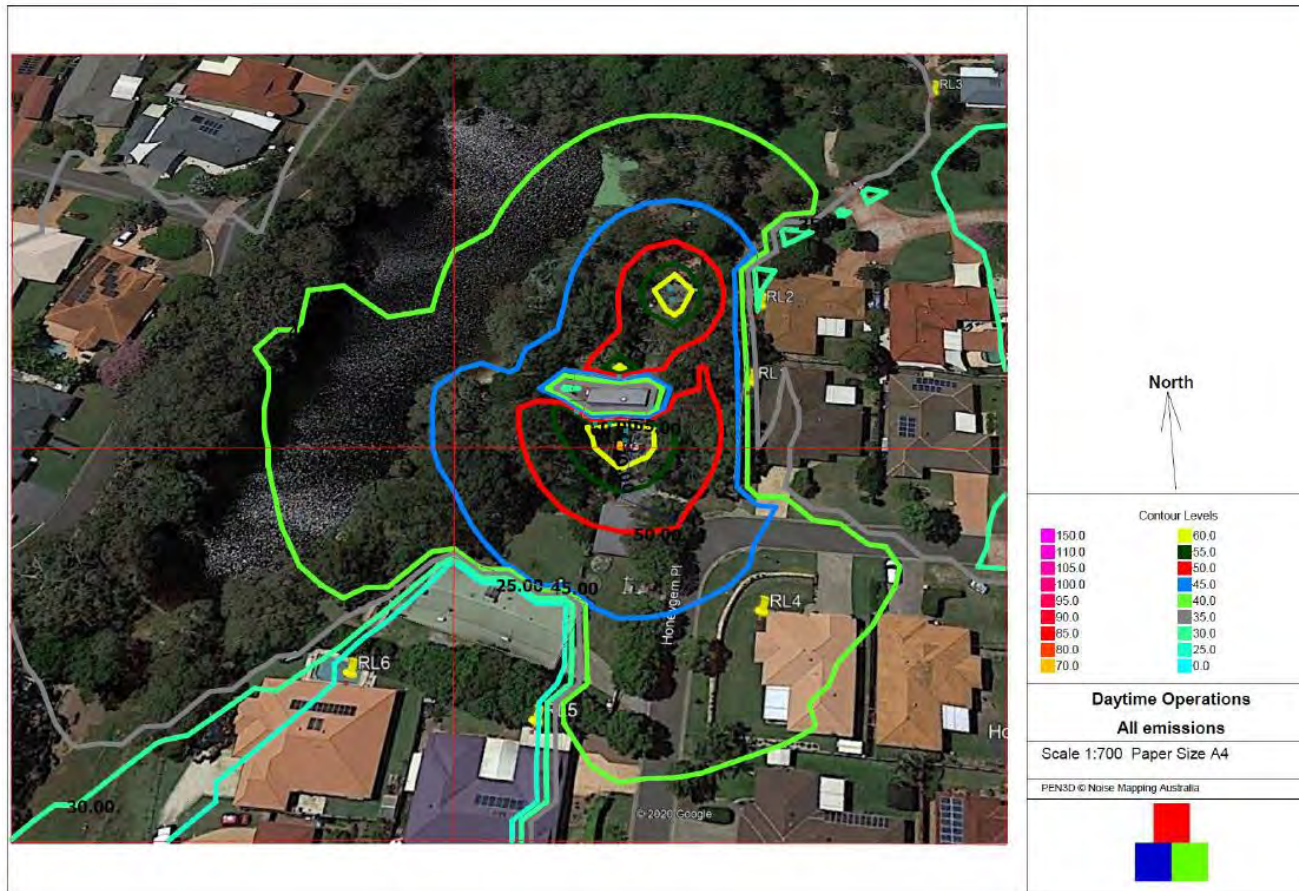 RL3
RL2
RL
RL4
50.00
25.00 45.00
Honeygem Pl
RL6
30.00
© 2020 Google
North
Contour Levels
150.0 60.0
110.0 55.0
105.0 50.0
100.0 45.0
95.0 40.0
90.0 35.0
85.0 30.0
80.0 25.0
70.0 0.0
Daytime Operations
All emissions
Scale 1:700 Paper Size A4
PEN3D © Noise Mapping Australia